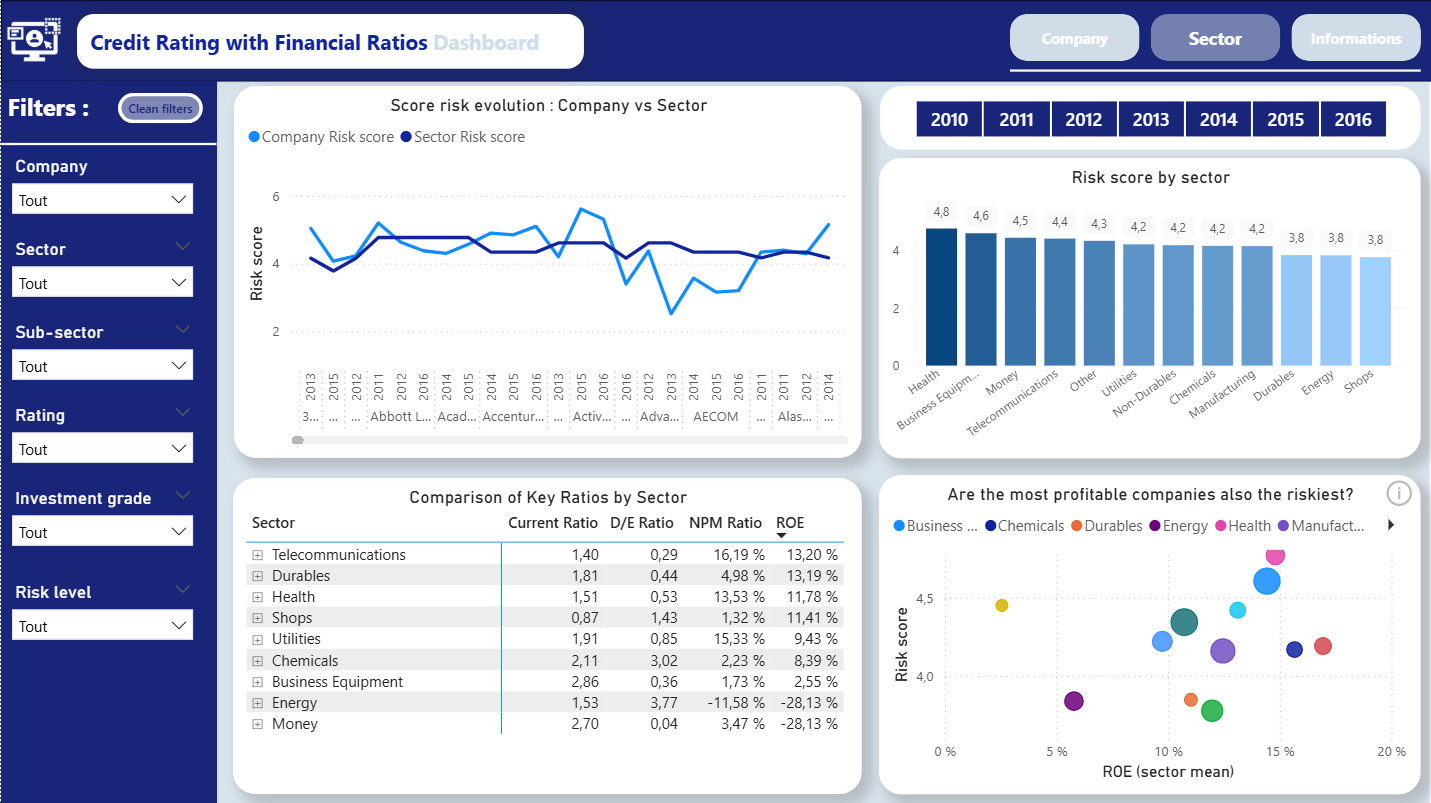 Credit Rating with Financial Ratios Dashboard
Company
Sector
Informations
Filters :
Clean filters
Company
Tout
Sector
Tout
Sub-sector
Tout
Rating
Tout
Investment grade
Tout
Risk level
Tout
Score risk evolution : Company vs Sector
Company Risk score Sector Risk score
Risk score
6
4
2
2013 2015 2012 2011 2012 2016 2014 2015 2014 2015 2016 2013 2015 2016 2016 2012 2013 2014 2015 2016 2011 2011 2012 2014
3... ... ... Abbott L... Acad... Accentur... ... Activ... ... Adva... AECOM ... Alas... ...
2010 2011 2012 2013 2014 2015 2016
Risk score by sector
4,8 4,6 4,5 4,4 4,3 4,2 4,2 4,2 4,2 3,8 3,8 3,8
4
2
0
Health Business Equipm... Money Telecommunications Other Utilities Non-Durables Chemicals Manufacturing Durables Energy Shops
Comparison of Key Ratios by Sector
Sector Current Ratio D/E Ratio NPM Ratio ROE
Telecommunications 1,40 0,29 16,19 % 13,20 %
Durables 1,81 0,44 4,98 % 13,19 %
Health 1,51 0,53 13,53 % 11,78 %
Shops 0,87 1,43 1,32 % 11,41 %
Utilities 1,91 0,85 15,33 % 9,43 %
Chemicals 2,11 3,02 2,23 % 8,39 %
Business Equipment 2,86 0,36 1,73 % 2,55 %
Energy 1,53 3,77 -11,58 % -28,13 %
Money 2,70 0,04 3,47 % -28,13 %
Are the most profitable companies also the riskiest?
Business ... Chemicals Durables Energy Health Manufact...
Risk score
4,5
4,0
0 % 5 % 10 % 15 % 20 %
ROE (sector mean)